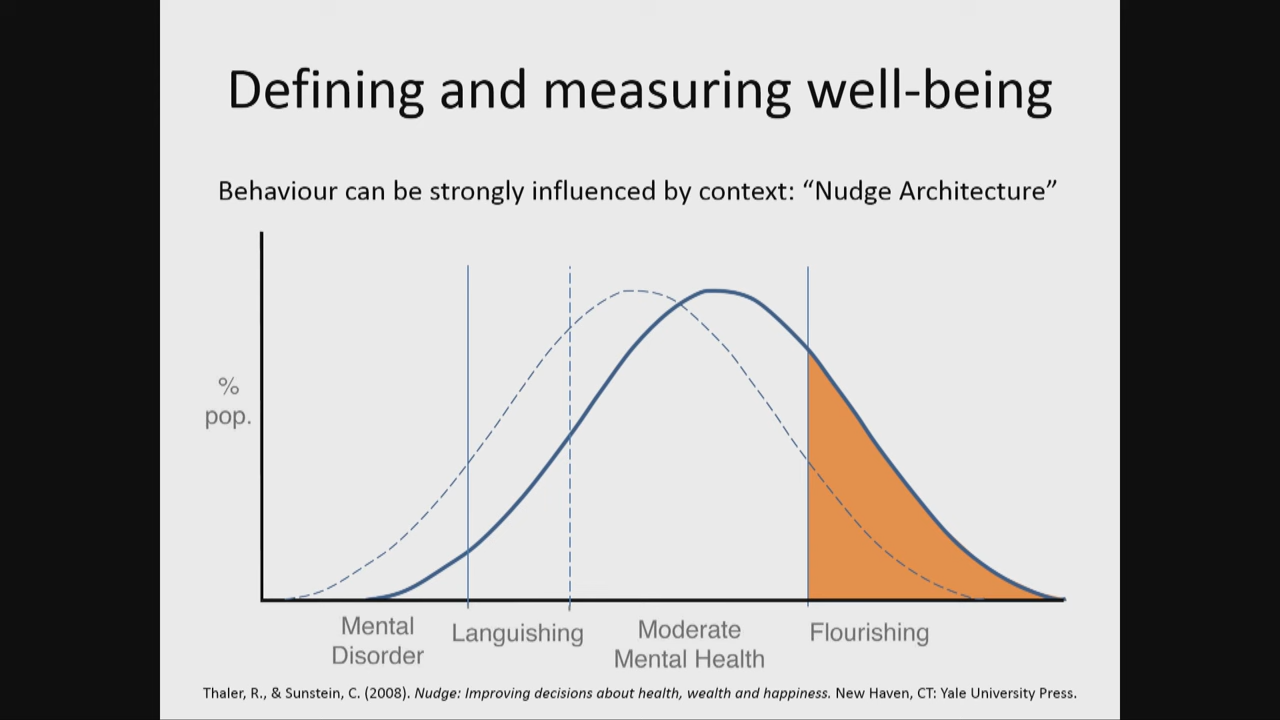 Defining and measuring well-being
Behaviour can be strongly influenced by context: “Nudge Architecture”
%
pop.
Mental
Disorder
Languishing
Moderate
Mental Health
Flourishing
Thaler, R., & Sunstein, C. (2008). Nudge: Improving decisions about health, wealth and happiness. New Haven, CT: Yale University Press.